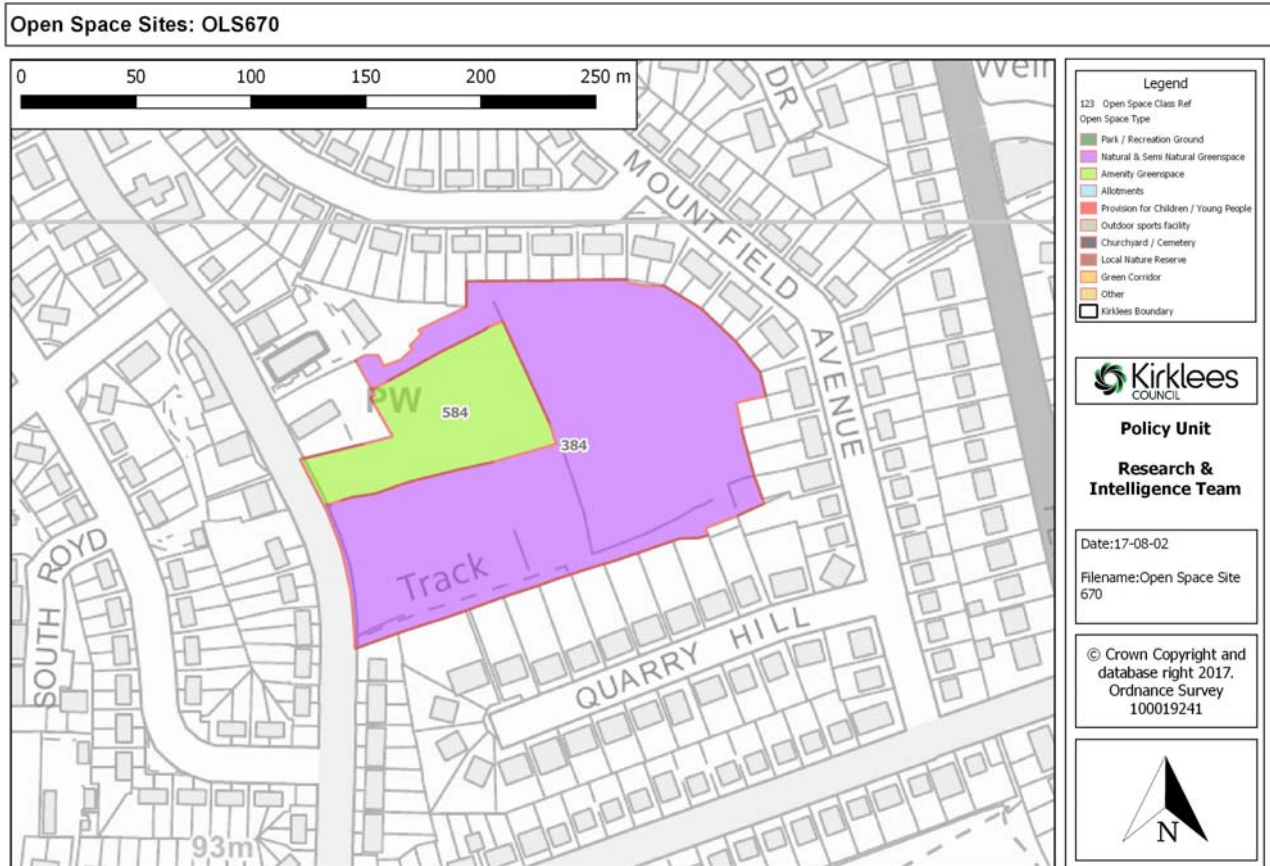 Open Space Sites: OLS670
0 50 100 150 200 250 m
DR
MOUNTFIELD
AVENUE
PW
584
384
Track
SOUTH ROYD
QUARRY HILL
93m
Legend
123 Open Space Class Ref
Open Space Type
Park / Recreation Ground
Natural & Semi Natural Greenspace
Amenity Greenspace
Allotments
Provision for Children / Young People
Outdoor sports facility
Churchyard / Cemetery
Local Nature Reserve
Green Corridor
Other
Kirklees Boundary
Kirklees
COUNCIL
Policy Unit
Research &
Intelligence Team
Date:17-08-02
Filename:Open Space Site
670
© Crown Copyright and
database right 2017.
Ordnance Survey
100019241
N